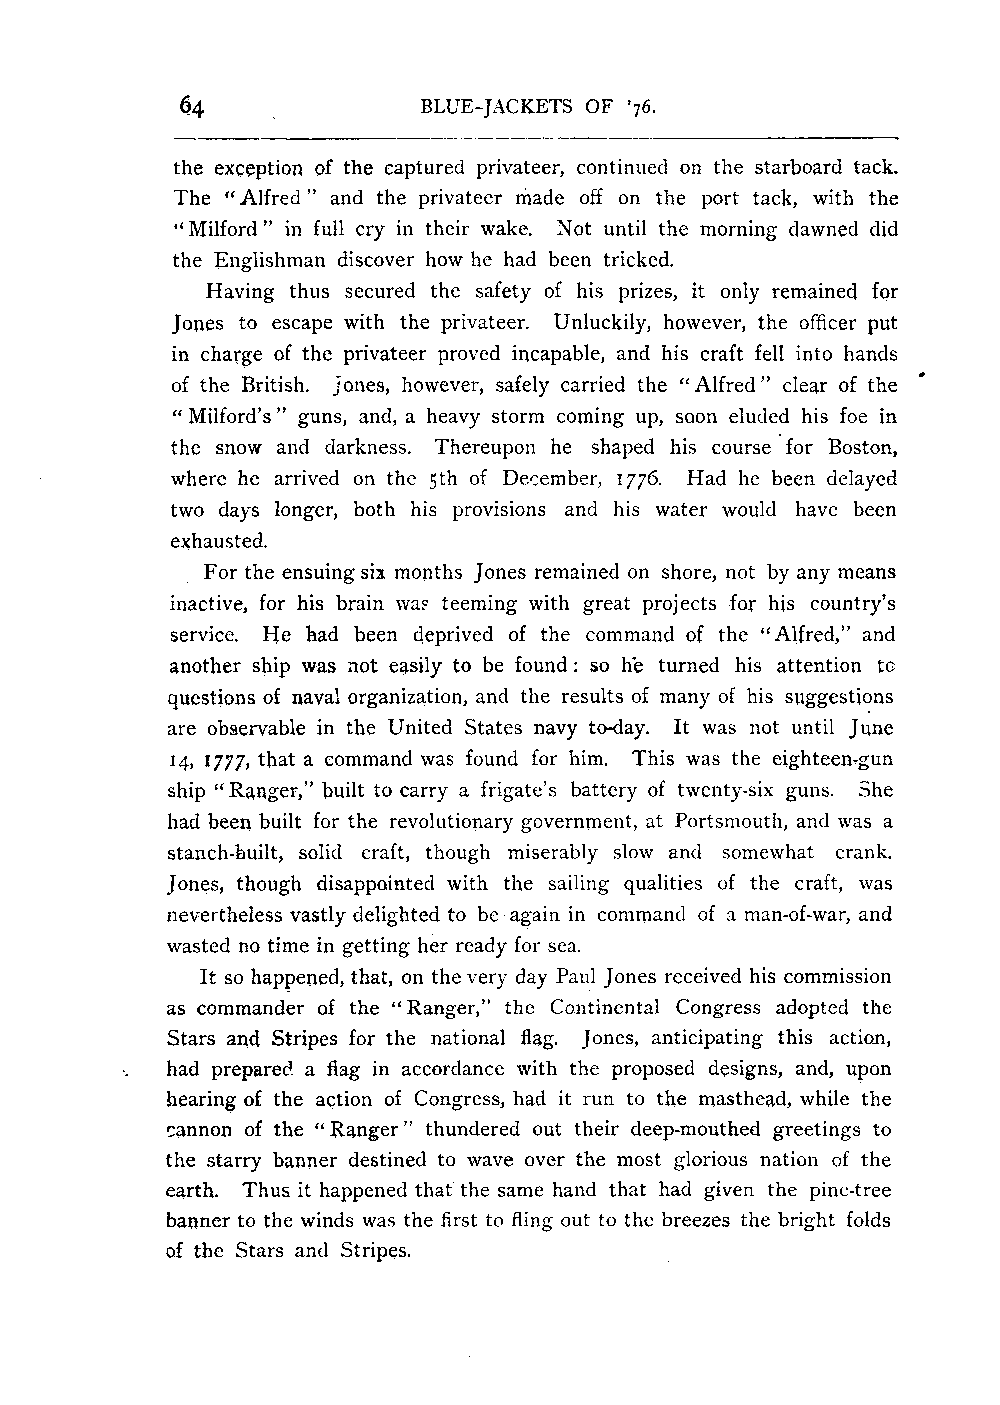 64 BLUE-JACKETS OF '76.
the exception of the captured privateer, continued on the starboard tack.
The "Alfred" and the privateer made off on the port tack, with the
"Milford" in full cry in their wake. Not until the morning dawned did
the Englishman discover how he had been tricked.
Having thus secured the safety of his prizes, it only remained for
Jones to escape with the privateer. Unluckily, however, the officer put
in charge of the privateer proved incapable, and his craft fell into hands
of the British. Jones, however, safely carried the "Alfred" clear of the
"Milford's" guns, and, a heavy storm coming up, soon eluded his foe in
the snow and darkness. Thereupon he shaped his course for Boston,
where he arrived on the 5th of December, 1776. Had he been delayed
two days longer, both his provisions and his water would have been
exhausted.
For the ensuing six months Jones remained on shore, not by any means
inactive, for his brain was teeming with great projects for his country's
service. He had been deprived of the command of the "Alfred," and
another ship was not easily to be found: so he turned his attention to
questions of naval organization, and the results of many of his suggestions
are observable in the United States navy to-day. It was not until June
14, 1777, that a command was found for him. This was the eighteen-gun
ship "Ranger," built to carry a frigate's battery of twenty-six guns. She
had been built for the revolutionary government, at Portsmouth, and was a
stanch-built, solid craft, though miserably slow and somewhat crank.
Jones, though disappointed with the sailing qualities of the craft, was
nevertheless vastly delighted to be again in command of a man-of-war, and
wasted no time in getting her ready for sea.
It so happened, that, on the very day Paul Jones received his commission
as commander of the "Ranger," the Continental Congress adopted the
Stars and Stripes for the national flag. Jones, anticipating this action,
had prepared a flag in accordance with the proposed designs, and, upon
hearing of the action of Congress, had it run to the masthead, while the
cannon of the "Ranger" thundered out their deep-mouthed greetings to
the starry banner destined to wave over the most glorious nation of the
earth. Thus it happened that the same hand that had given the pine-tree
banner to the winds was the first to fling out to the breezes the bright folds
of the Stars and Stripes.